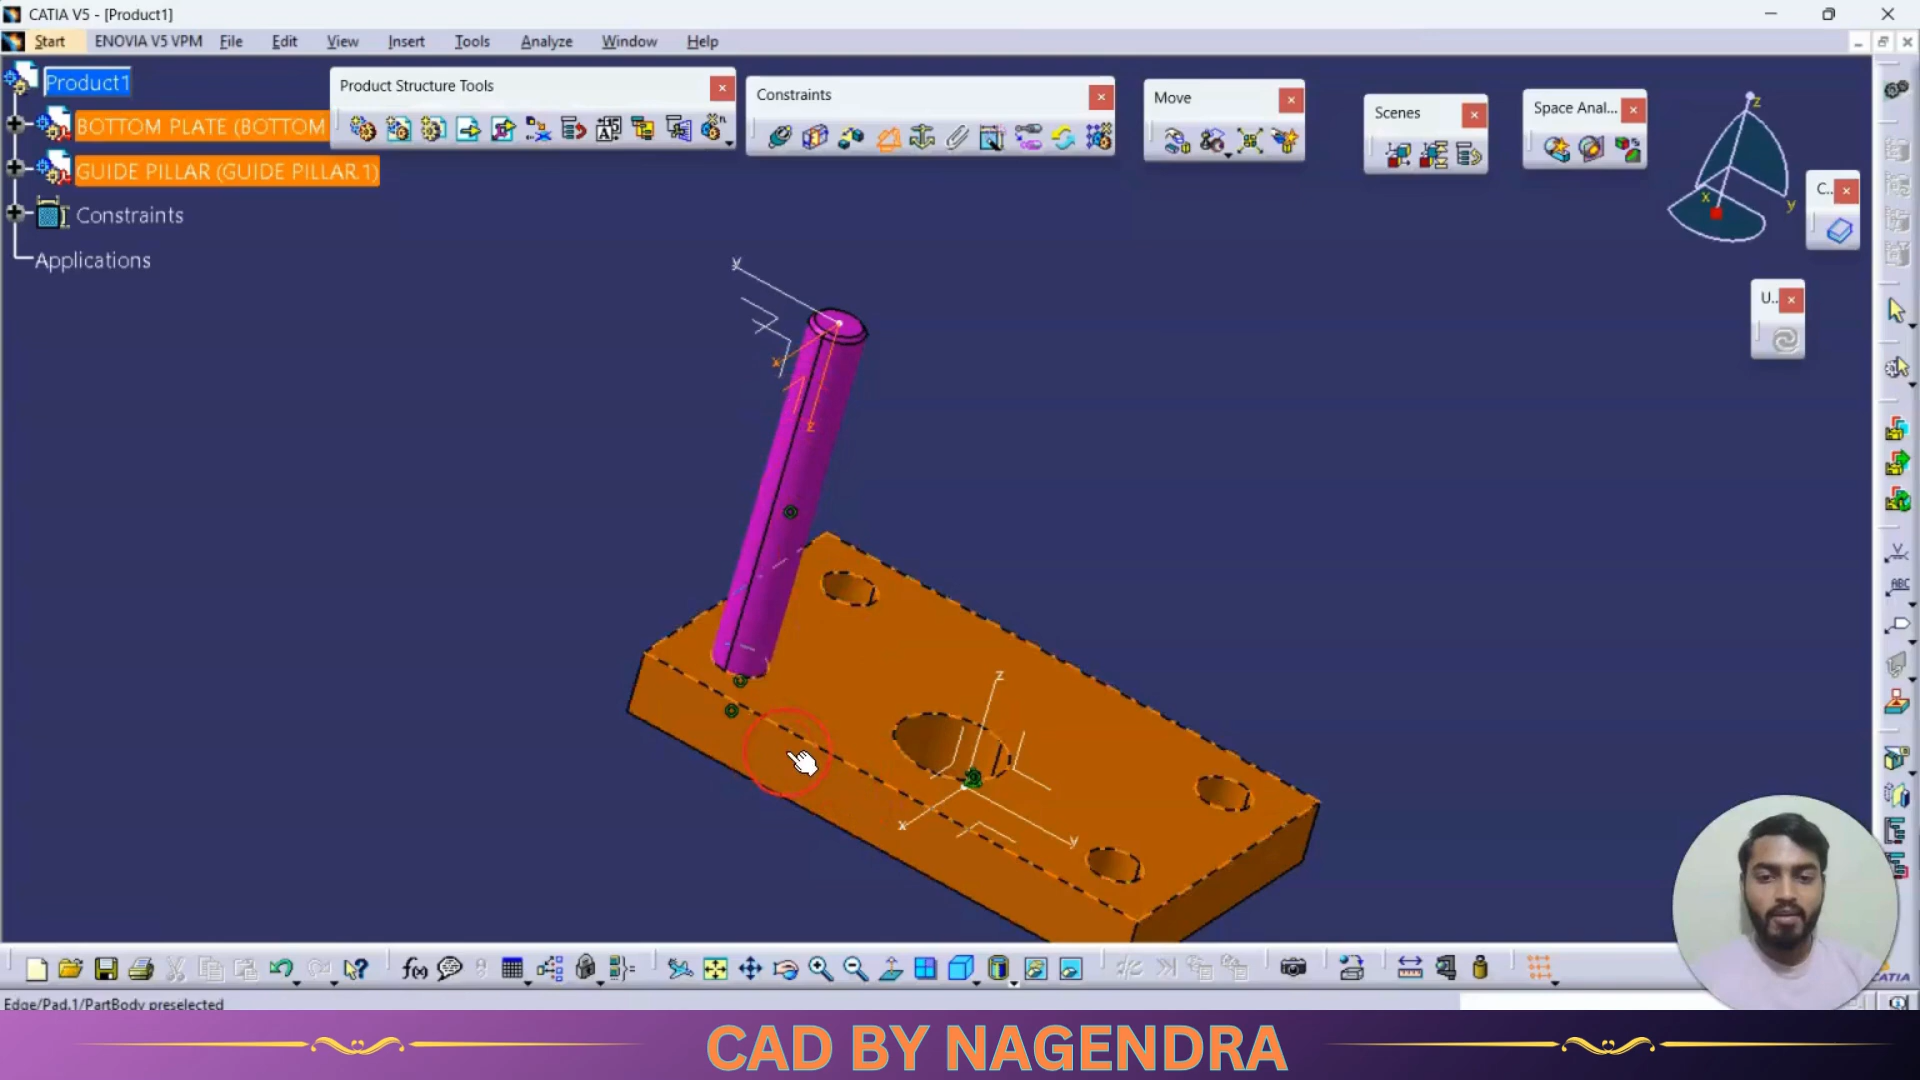 CATIA V5 - [Product1]
Start ENOVIA V5 VPM File Edit View Insert Tools Analyze Window Help
Product1
BOTTOM PLATE (BOTTOM
GUIDE PILLAR (GUIDE PILLAR.1)
Constraints
Applications
Product Structure Tools
Constraints
Move
Scenes
Space Anal...
C..
U..
z
x
y
y
x
z
z
x
y
ABC
f(x)
Edge/Pad.1/PartBody preselected
CATIA
CAD BY NAGENDRA